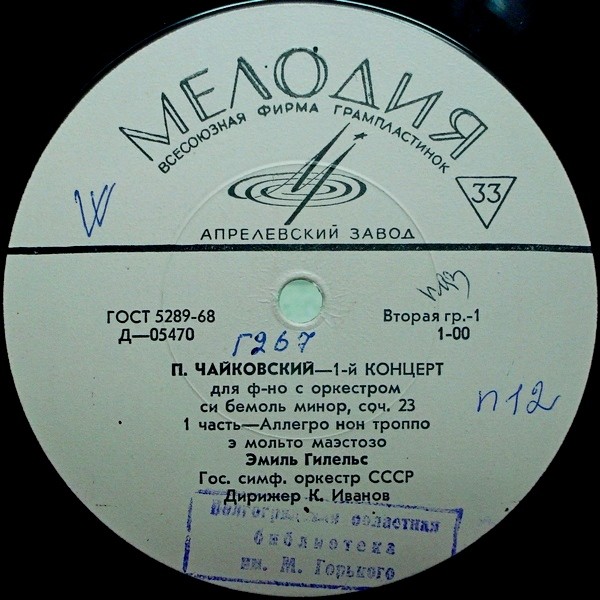 МЕЛОДИЯ
ВСЕСОЮЗНАЯ ФИРМА ГРАМПЛАСТИНОК
33
АПРЕЛЕВСКИЙ ЗАВОД
ГОСТ 5289-68
Вторая гр.-1
Д—05470
1-00
Г267
П. ЧАЙКОВСКИЙ—1-й КОНЦЕРТ
для ф-но с оркестром
си бемоль минор, соч. 23
п12
1 часть—Аллегро нон троппо
э мольто маэстозо
Эмиль Гилельс
Гос. симф. оркестр СССР
Дирижер К. Иванов
Волгоградская областная
библиотека
им. М. Горького